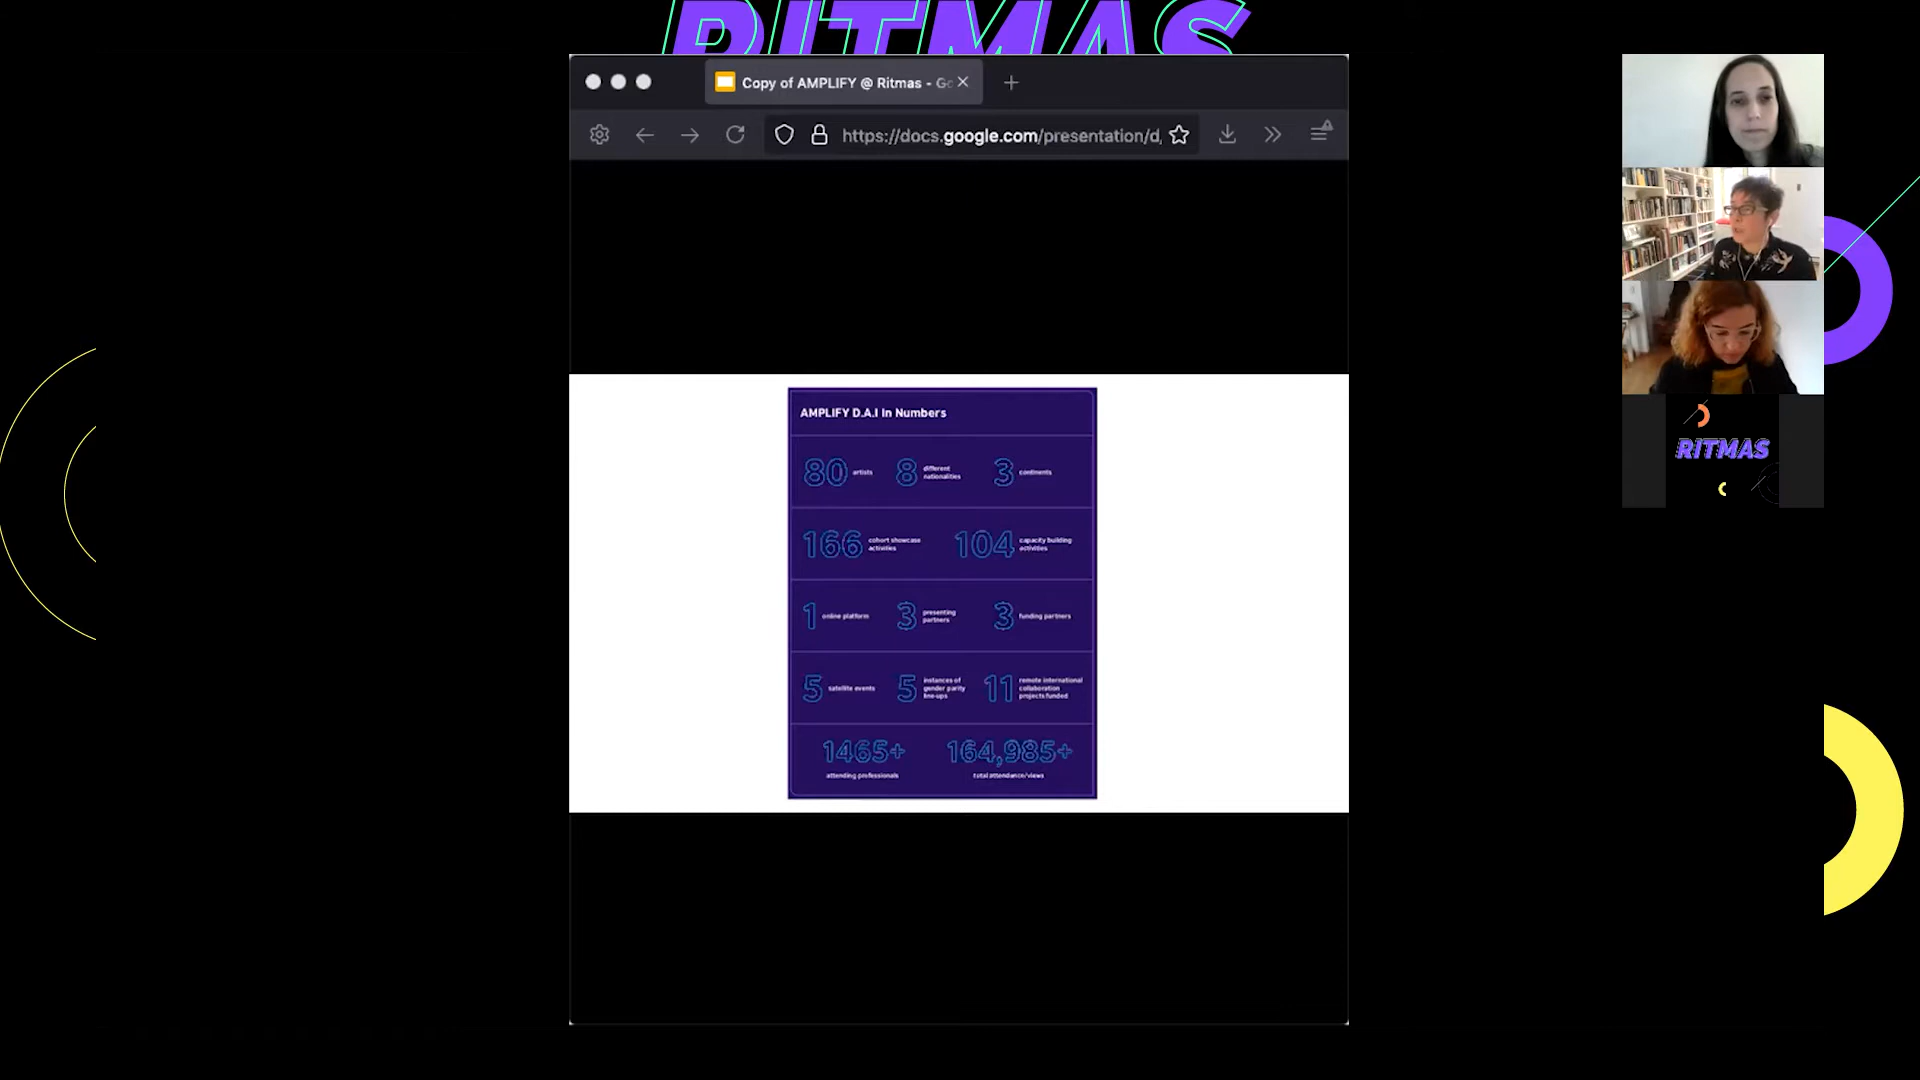 RITMAS
Copy of AMPLIFY @ Ritmas - Go
https://docs.google.com/presentation/d,
AMPLIFY D.A.I In Numbers
80 artists
8 different
nationalities
3 continents
166 cohort showcase
activities
104 capacity building
activities
1 online platform
3 presenting
partners
3 funding partners
5 satellite events
5 instances of
gender parity
line-ups
11 remote international
collaboration
projects funded
1465+
attending professionals
164,985+
total attendance/views
RITMAS